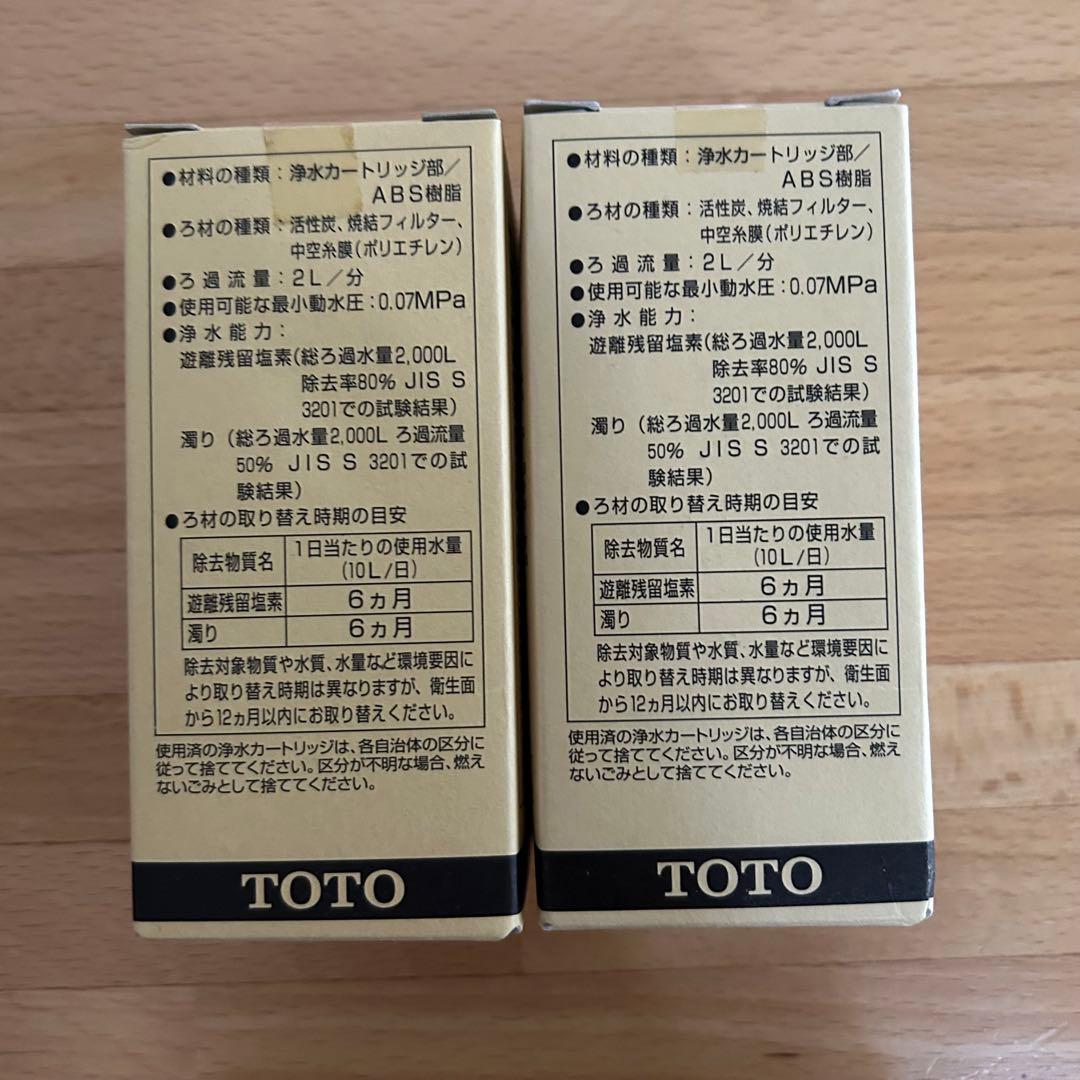 ●材料の種類：浄水カートリッジ部／
ABS樹脂
●ろ材の種類：活性炭、焼結フィルター、
中空糸膜(ポリエチレン)
●ろ過流量：2L／分
●使用可能な最小動水圧：0.07MPa
●浄水能力：
遊離残留塩素(総ろ過水量2,000L
除去率80% JIS S
3201での試験結果)
濁り(総ろ過水量2,000L ろ過流量
50% JIS S 3201での試
験結果)
●ろ材の取り替え時期の目安
除去物質名 1日当たりの使用水量
(10L/日)
遊離残留塩素 6ヵ月
濁り 6ヵ月
除去対象物質や水質、水量など環境要因に
より取り替え時期は異なりますが、衛生面
から12ヵ月以内にお取り替えください。
使用済の浄水カートリッジは、各自治体の区分に
従って捨ててください。区分が不明な場合、燃え
ないごみとして捨ててください。
TOTO
●材料の種類：浄水カートリッジ部／
ABS樹脂
●ろ材の種類：活性炭、焼結フィルター、
中空糸膜(ポリエチレン)
●ろ過流量：2L／分
●使用可能な最小動水圧：0.07MPa
●浄水能力：
遊離残留塩素(総ろ過水量2,000L
除去率80% JIS S
3201での試験結果)
濁り(総ろ過水量2,000L ろ過流量
50% JIS S 3201での試
験結果)
●ろ材の取り替え時期の目安
除去物質名 1日当たりの使用水量
(10L/日)
遊離残留塩素 6ヵ月
濁り 6ヵ月
除去対象物質や水質、水量など環境要因に
より取り替え時期は異なりますが、衛生面
から12ヵ月以内にお取り替えください。
使用済の浄水カートリッジは、各自治体の区分に
従って捨ててください。区分が不明な場合、燃え
ないごみとして捨ててください。
TOTO